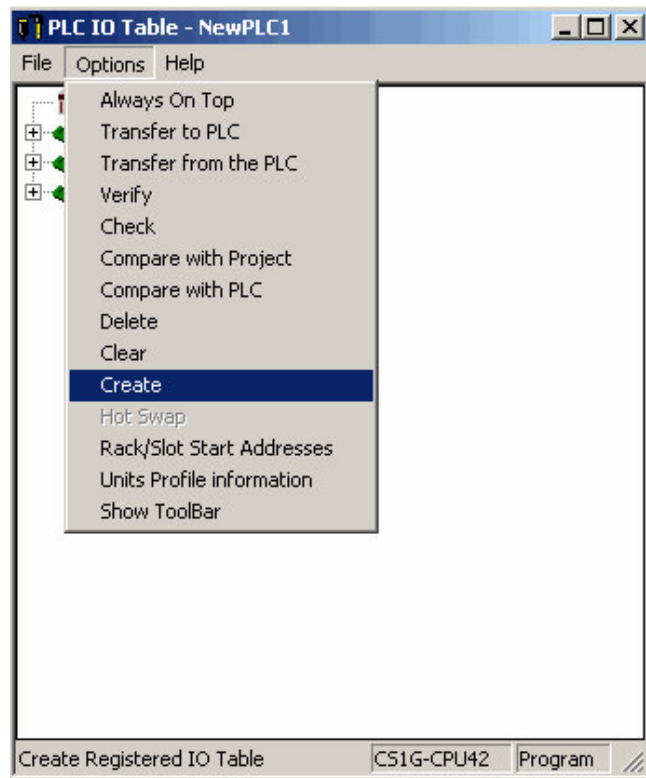 PLC IO Table - NewPLC1
File Options Help
Always On Top
Transfer to PLC
Transfer from the PLC
Verify
Check
Compare with Project
Compare with PLC
Delete
Clear
Create
Hot Swap
Rack/Slot Start Addresses
Units Profile information
Show ToolBar
Create Registered IO Table CS1G-CPU42 Program